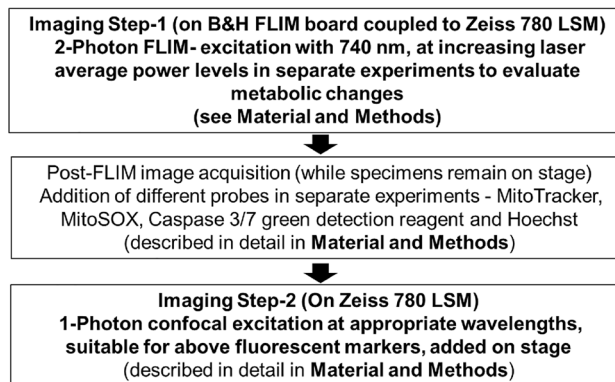 Imaging Step-1 (on B&H FLIM board coupled to Zeiss 780 LSM)
2-Photon FLIM- excitation with 740 nm, at increasing laser
average power levels in separate experiments to evaluate
metabolic changes
(see Material and Methods)
Post-FLIM image acquisition (while specimens remain on stage)
Addition of different probes in separate experiments - MitoTracker,
MitoSOX, Caspase 3/7 green detection reagent and Hoechst
(described in detail in Material and Methods)
Imaging Step-2 (On Zeiss 780 LSM)
1-Photon confocal excitation at appropriate wavelengths,
suitable for above fluorescent markers, added on stage
(described in detail in Material and Methods)